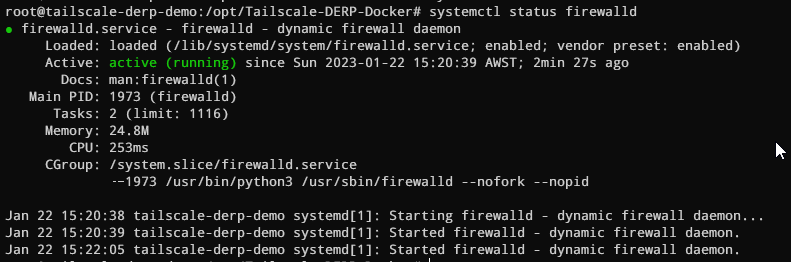 root@tailscale-derp-demo:/opt/Tailscale-DERP-Docker# systemctl status firewalld
● firewalld.service - firewalld - dynamic firewall daemon
Loaded: loaded (/lib/systemd/system/firewalld.service; enabled; vendor preset: enabled)
Active: active (running) since Sun 2023-01-22 15:20:39 AWST; 2min 27s ago
Docs: man:firewalld(1)
Main PID: 1973 (firewalld)
Tasks: 2 (limit: 1116)
Memory: 24.8M
CPU: 253ms
CGroup: /system.slice/firewalld.service
--1973 /usr/bin/python3 /usr/sbin/firewalld --nofork --nopid
Jan 22 15:20:38 tailscale-derp-demo systemd[1]: Starting firewalld - dynamic firewall daemon...
Jan 22 15:20:39 tailscale-derp-demo systemd[1]: Started firewalld - dynamic firewall daemon.
Jan 22 15:22:05 tailscale-derp-demo systemd[1]: Started firewalld - dynamic firewall daemon.